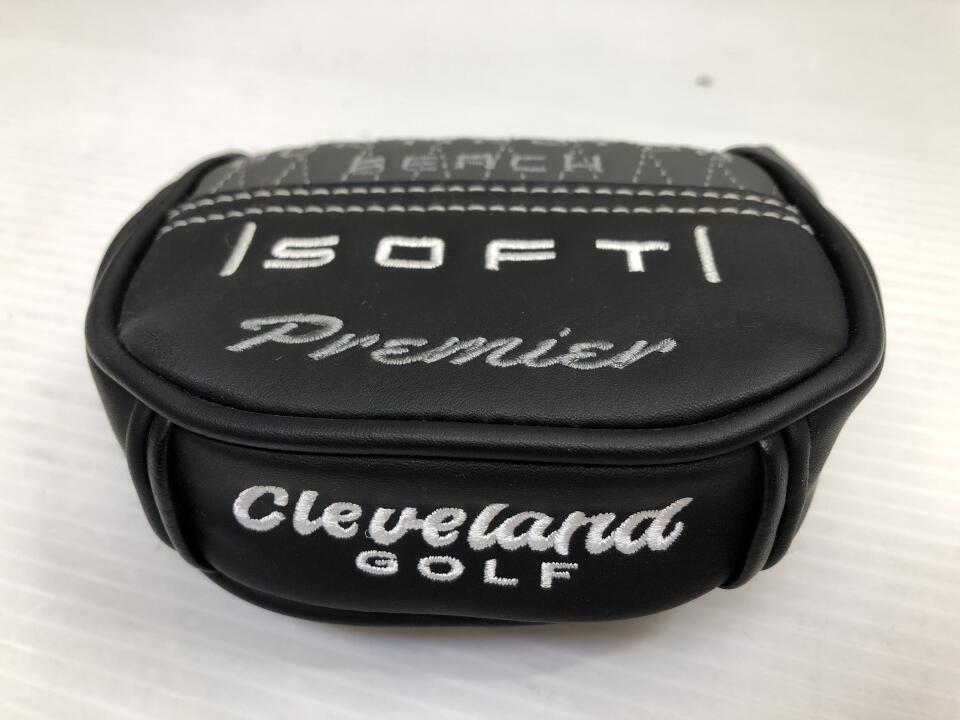 BEACH
|SOFT|
Premier
Cleveland
GOLF